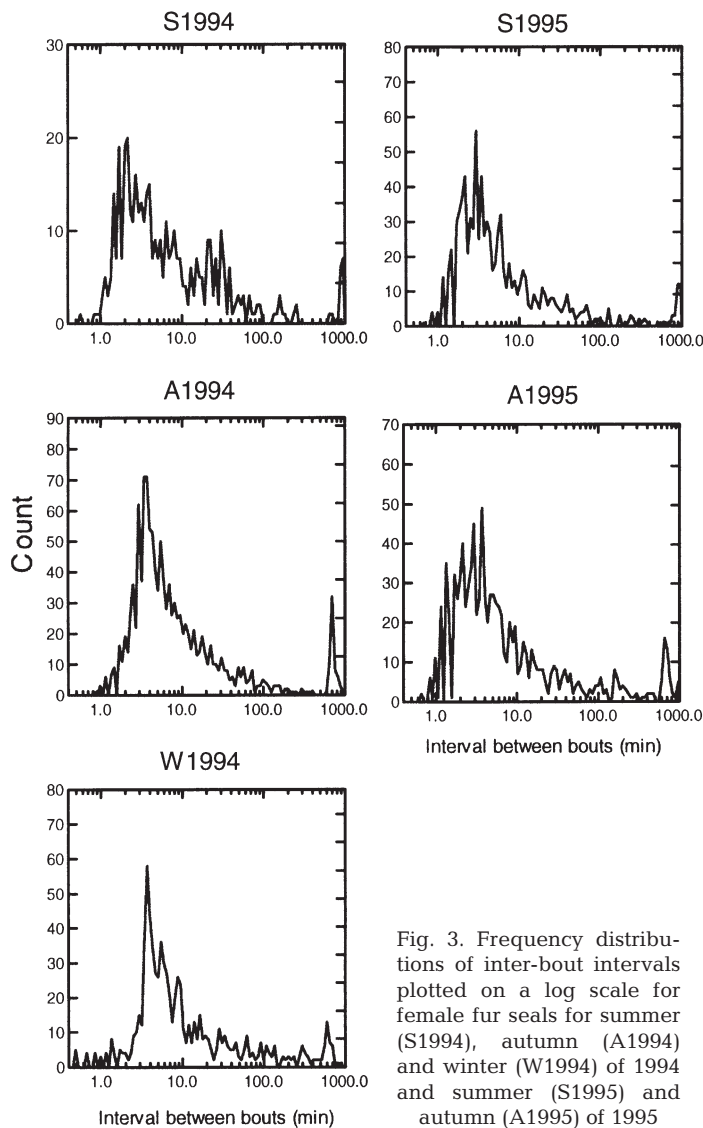 S1994
30
20
10
0
1.0 10.0 100.0 1000.0
S1995
80
70
60
50
40
30
20
10
0
1.0 10.0 100.0 1000.0
A1994
90
80
70
60
50
40
30
20
10
0
1.0 10.0 100.0 1000.0
Count
A1995
70
60
50
40
30
20
10
0
1.0 10.0 100.0 1000.0
Interval between bouts (min)
W1994
80
70
60
50
40
30
20
10
0
1.0 10.0 100.0 1000.0
Interval between bouts (min)
Fig. 3. Frequency distribu-
tions of inter-bout intervals
plotted on a log scale for
female fur seals for summer
(S1994), autumn (A1994)
and winter (W1994) of 1994
and summer (S1995) and
autumn (A1995) of 1995